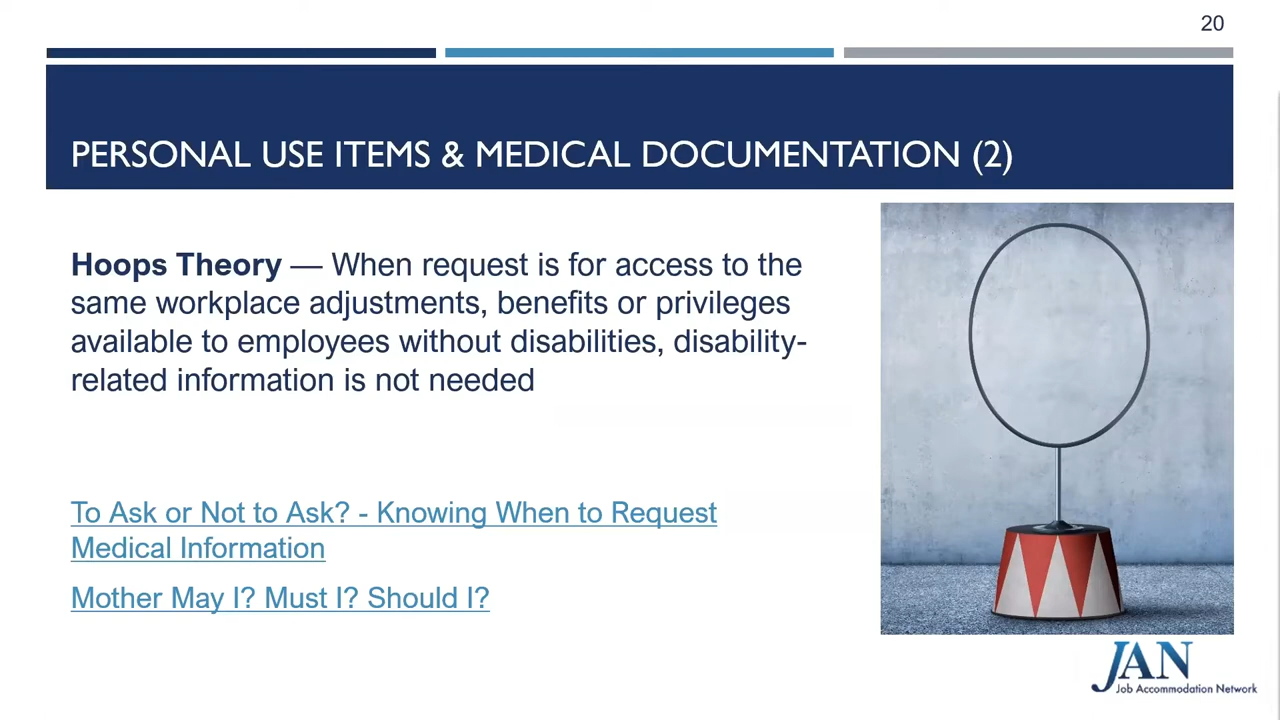 20
PERSONAL USE ITEMS & MEDICAL DOCUMENTATION (2)
Hoops Theory — When request is for access to the
same workplace adjustments, benefits or privileges
available to employees without disabilities, disability-
related information is not needed
To Ask or Not to Ask? - Knowing When to Request
Medical Information
Mother May I? Must I? Should I?
JAN
Job Accommodation Network